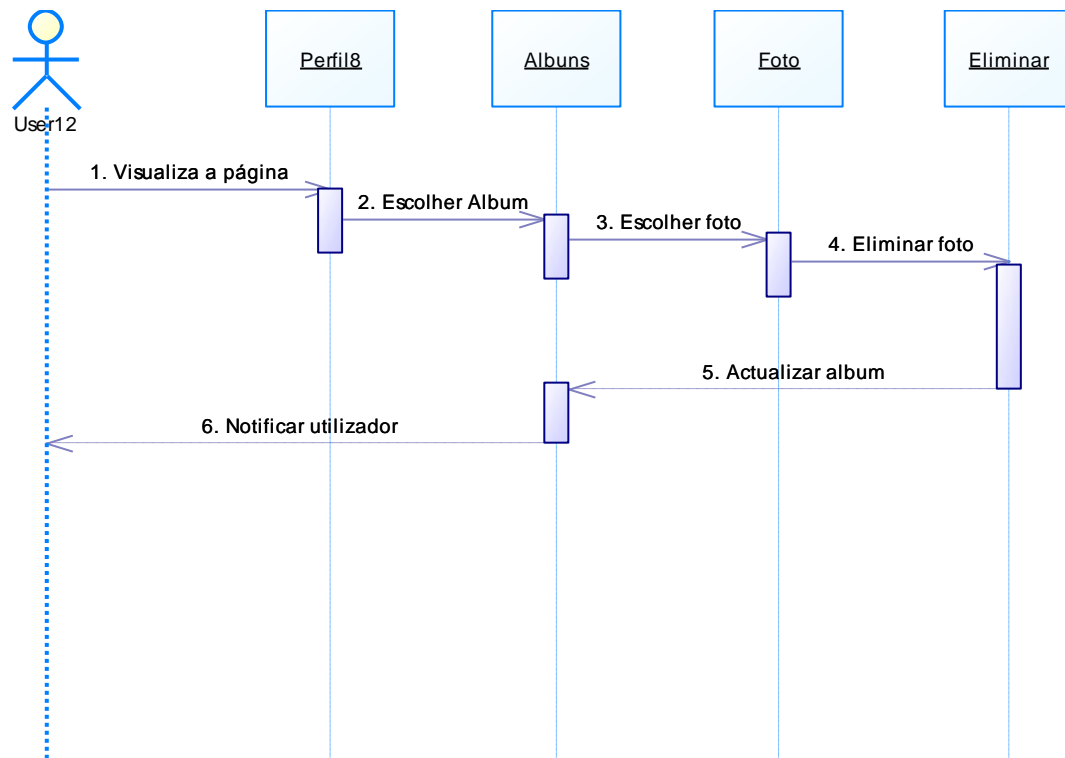 Perfil8
Albuns
Foto
Eliminar
User12
1. Visualiza a página
2. Escolher Album
3. Escolher foto
4. Eliminar foto
5. Actualizar album
6. Notificar utilizador